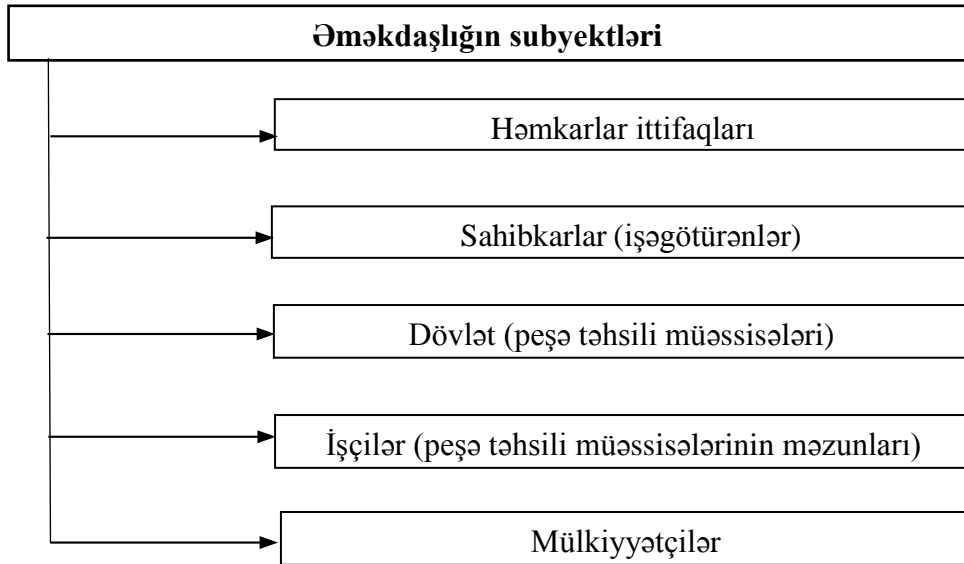 Əməkdaşlığın subyektləri
Həmkarlar ittifaqları
Sahibkarlar (işəgötürənlər)
Dövlət (peşə təhsili müəssisələri)
İşçilər (peşə təhsili müəssisələrinin məzunları)
Mülkiyyətçilər